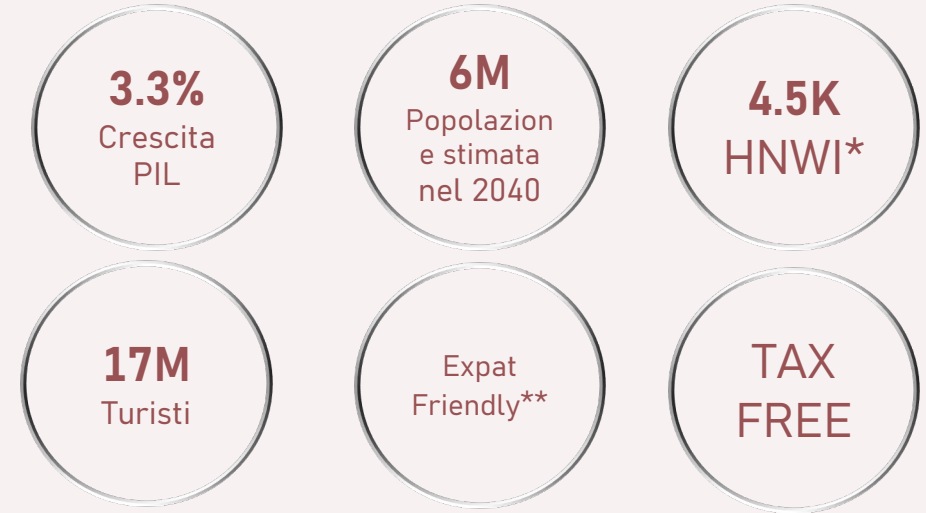 3.3%
Crescita
PIL
6M
Popolazion
e stimata
nel 2040
4.5K
HNWI*
17M
Turisti
Expat
Friendly**
TAX
FREE